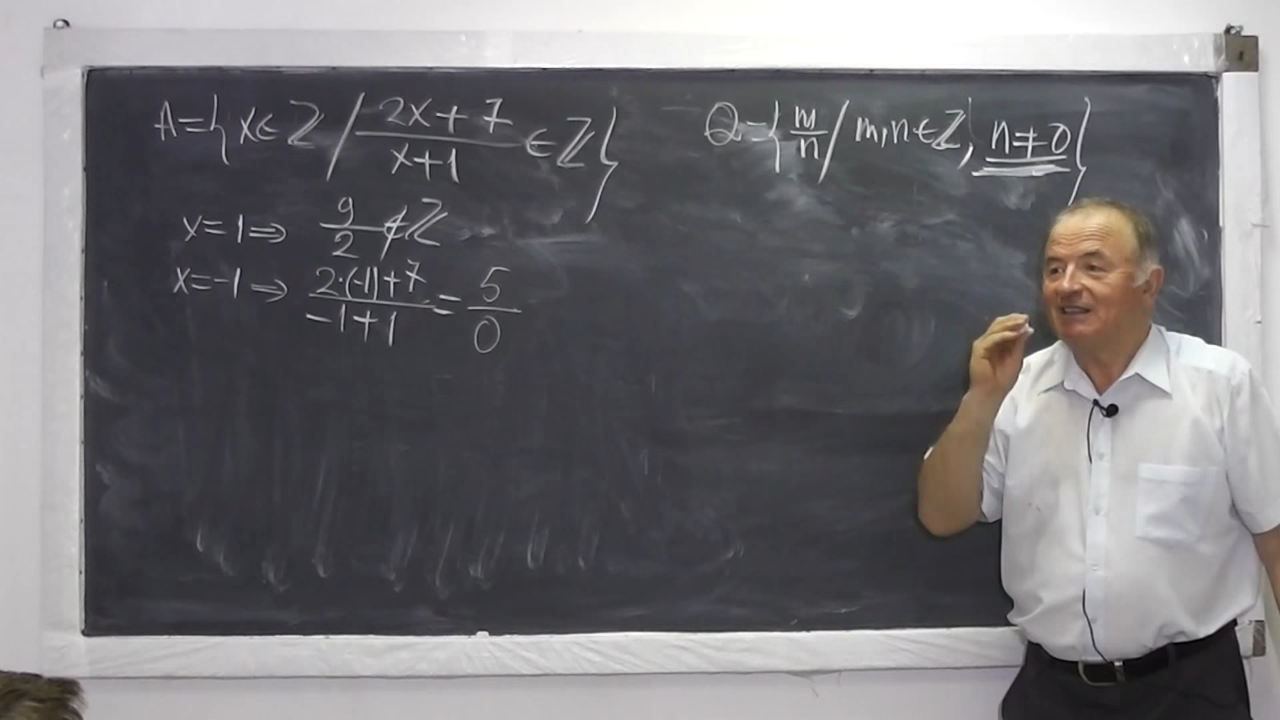 A={x∈ℤ / (2x+7)/(x+1) ∈ℤ}
x=1⇒ 9/2 ∉ℤ
x=-1⇒ (2·(-1)+7)/(-1+1) = 5/0
Q={m/n / m,n∈ℤ, n≠0}